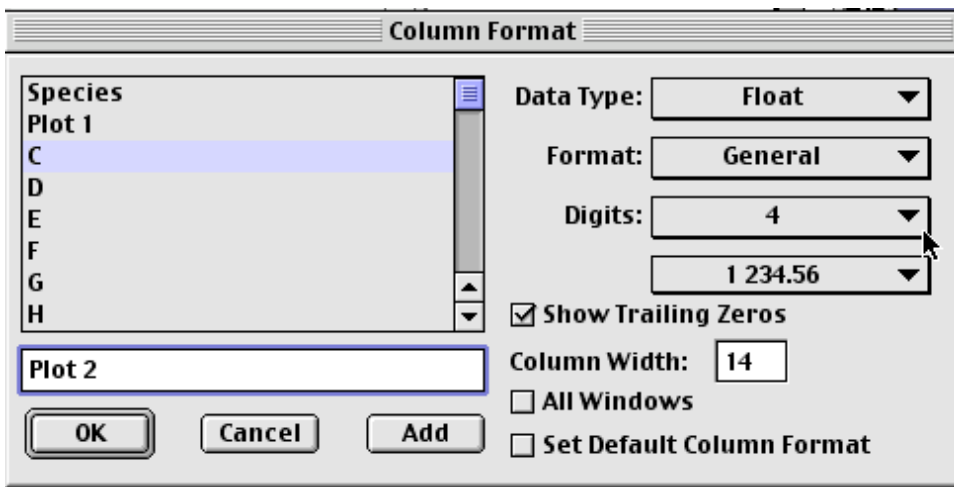 Column Format
Species
Plot 1
C
D
E
F
G
H
Plot 2
OK Cancel Add
Data Type: Float
Format: General
Digits: 4
1 234.56
Show Trailing Zeros
Column Width: 14
All Windows
Set Default Column Format